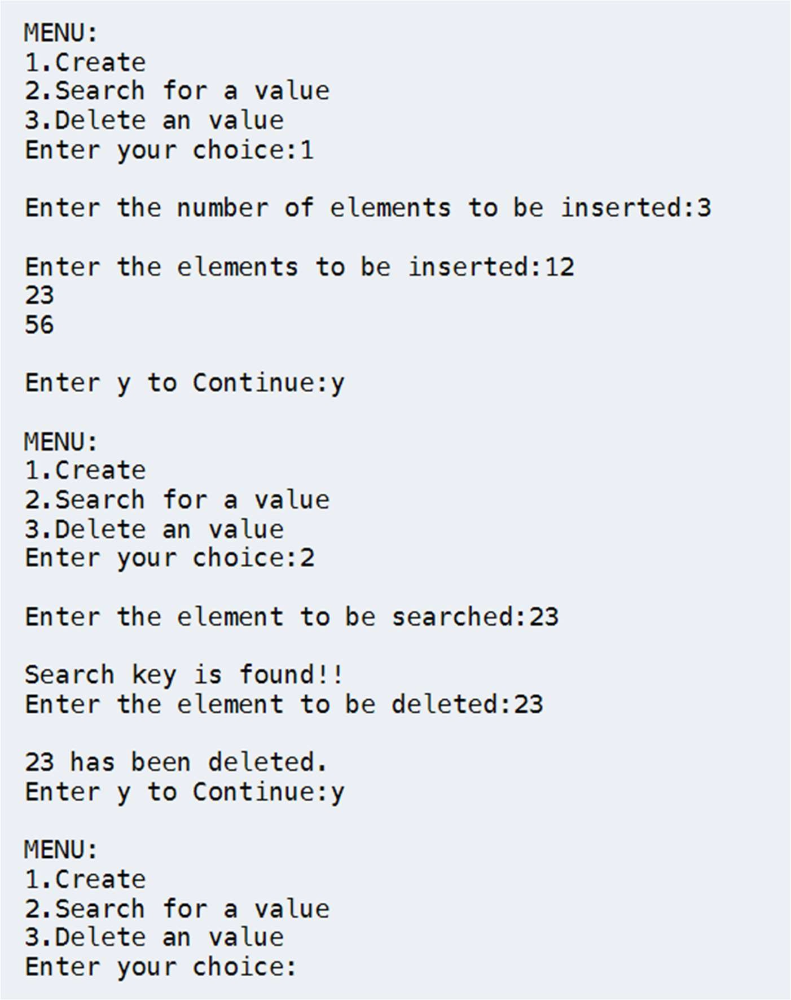 MENU:
1.Create
2.Search for a value
3.Delete an value
Enter your choice:1
Enter the number of elements to be inserted:3
Enter the elements to be inserted:12
23
56
Enter y to Continue:y
MENU:
1.Create
2.Search for a value
3.Delete an value
Enter your choice:2
Enter the element to be searched:23
Search key is found!!
Enter the element to be deleted:23
23 has been deleted.
Enter y to Continue:y
MENU:
1.Create
2.Search for a value
3.Delete an value
Enter your choice: